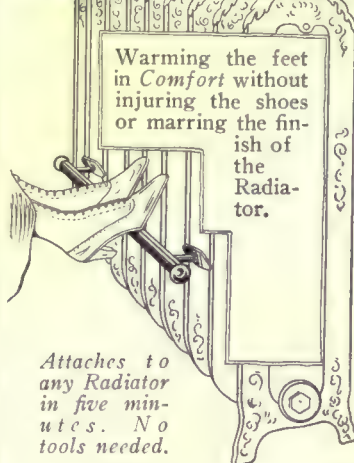 Warming the feet
in Comfort without
injuring the shoes
or marring the fin-
ish of
the
Radia-
tor.
Attaches to
any Radiator
in five min-
utes. No
tools needed.